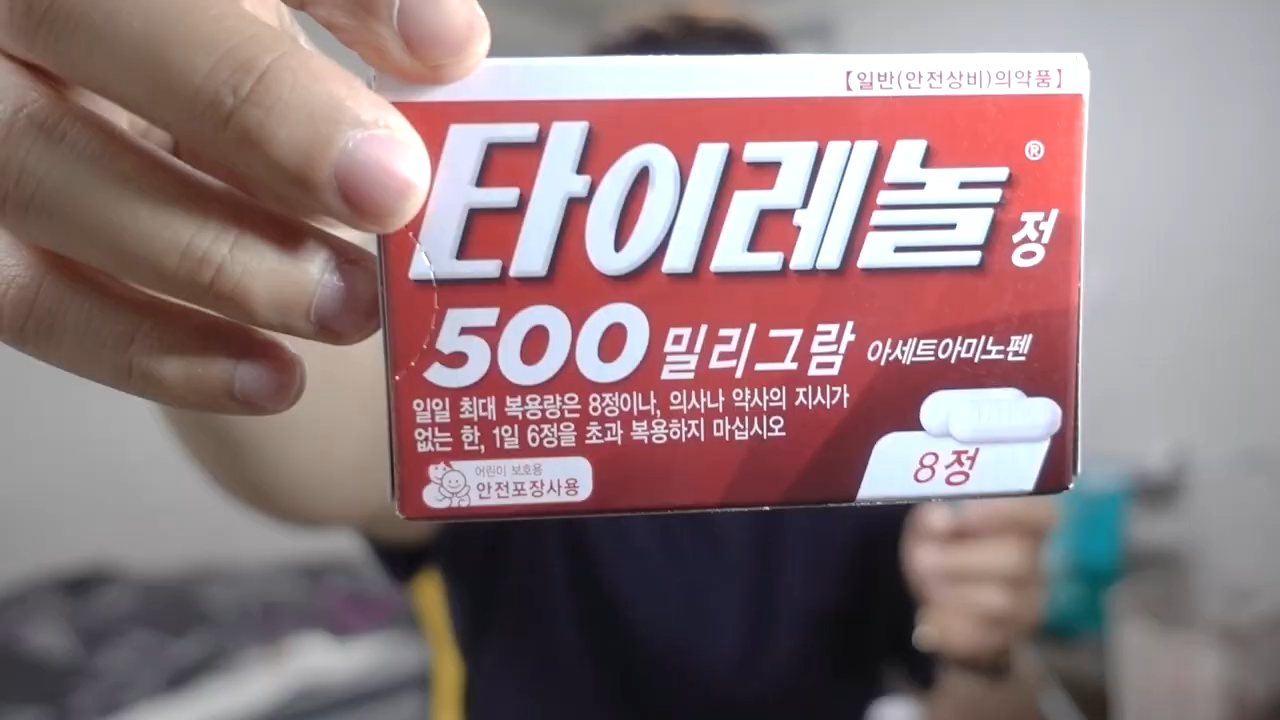 【일반(안전상비)의약품】
타이레놀® 정
500 밀리그람 아세트아미노펜
일일 최대 복용량은 8정이나, 의사나 약사의 지시가
없는 한, 1일 6정을 초과 복용하지 마십시오
어린이 보호용
안전포장사용
8정